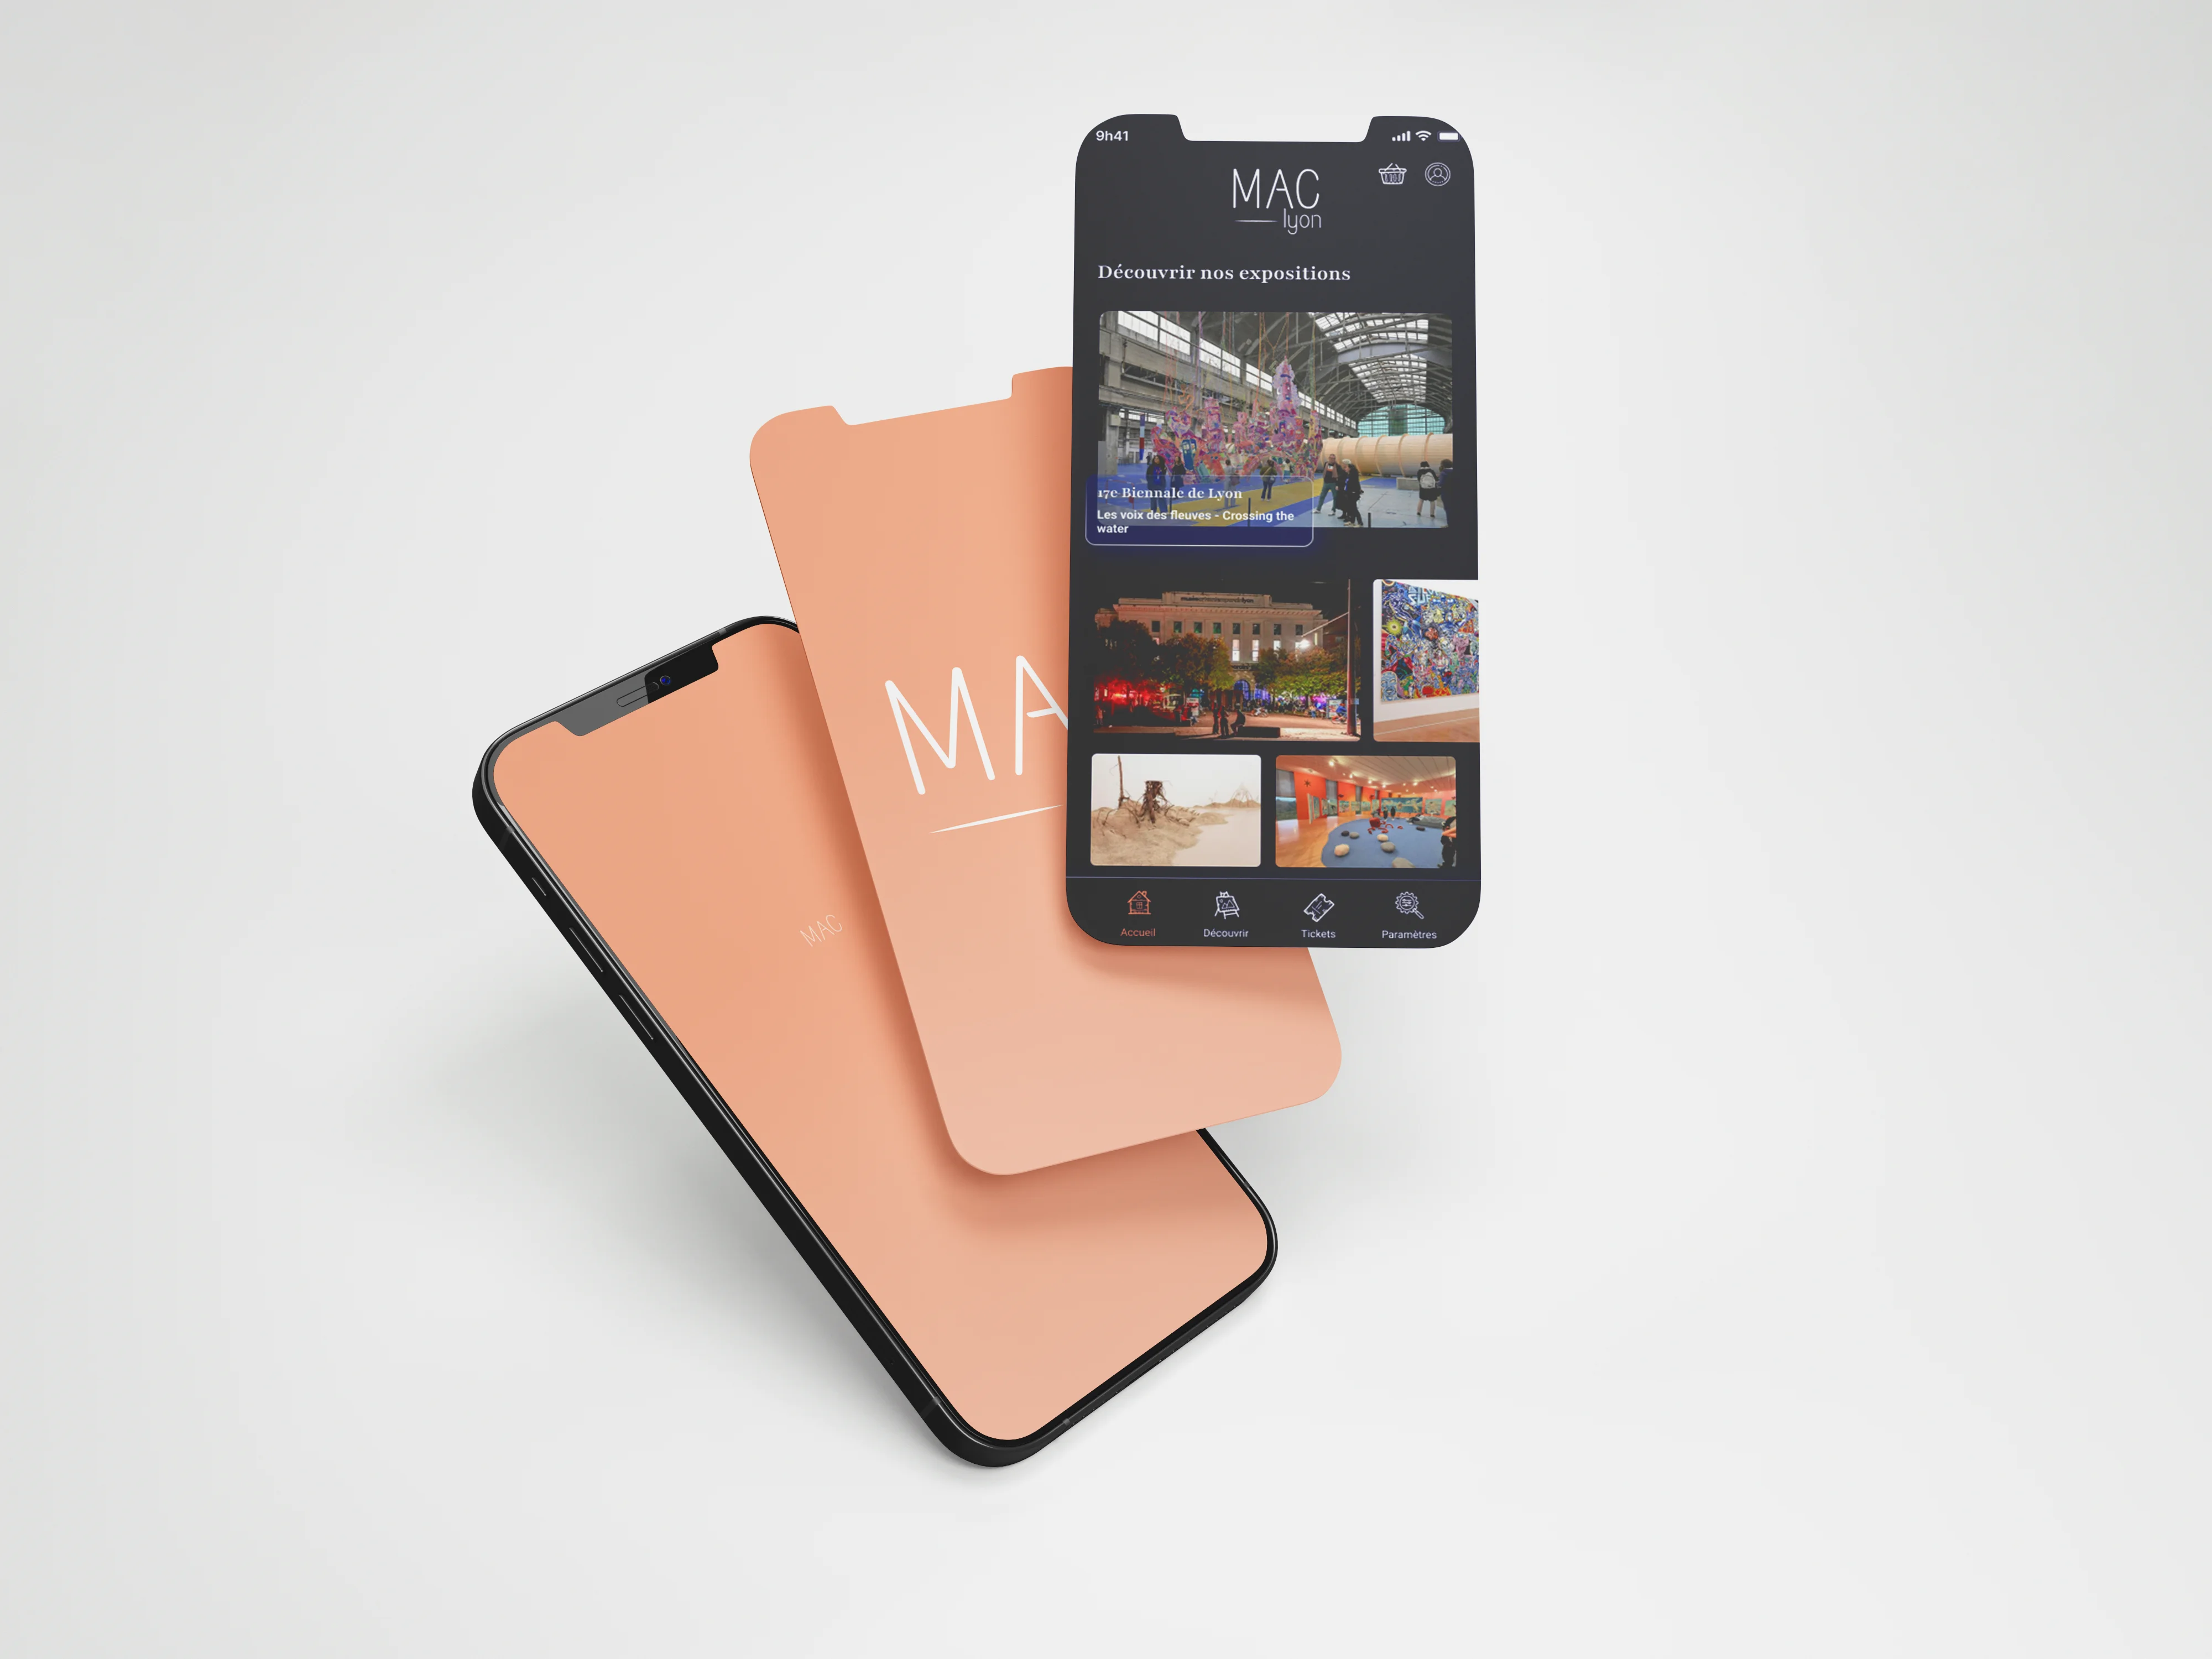 9h41
MAC
lyon
Découvrir nos expositions
17e Biennale de Lyon
Les voix des fleuves - Crossing the
water
Accueil
Découvrir
Tickets
Paramètres
MA
MAC